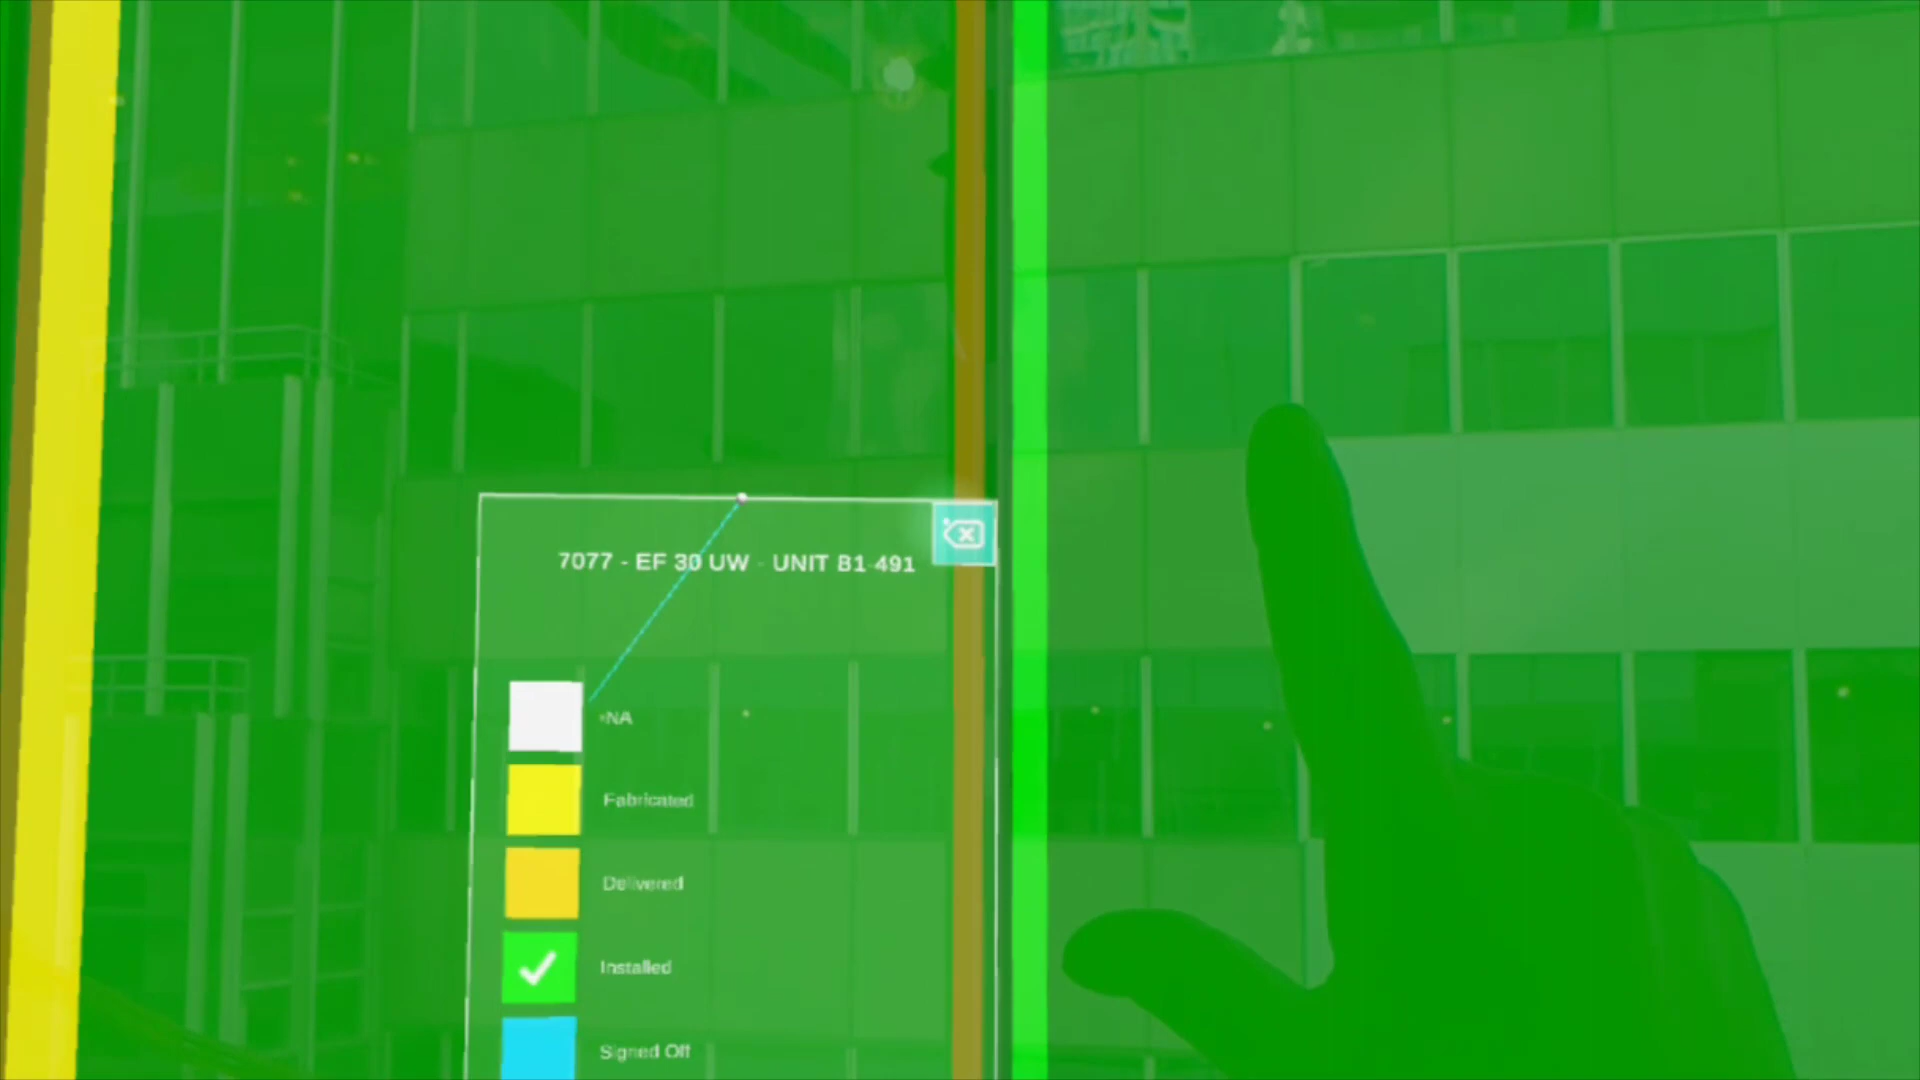 7077 - EF 30 UW - UNIT B1-491
NA
Fabricated
Delivered
Installed
Signed Off